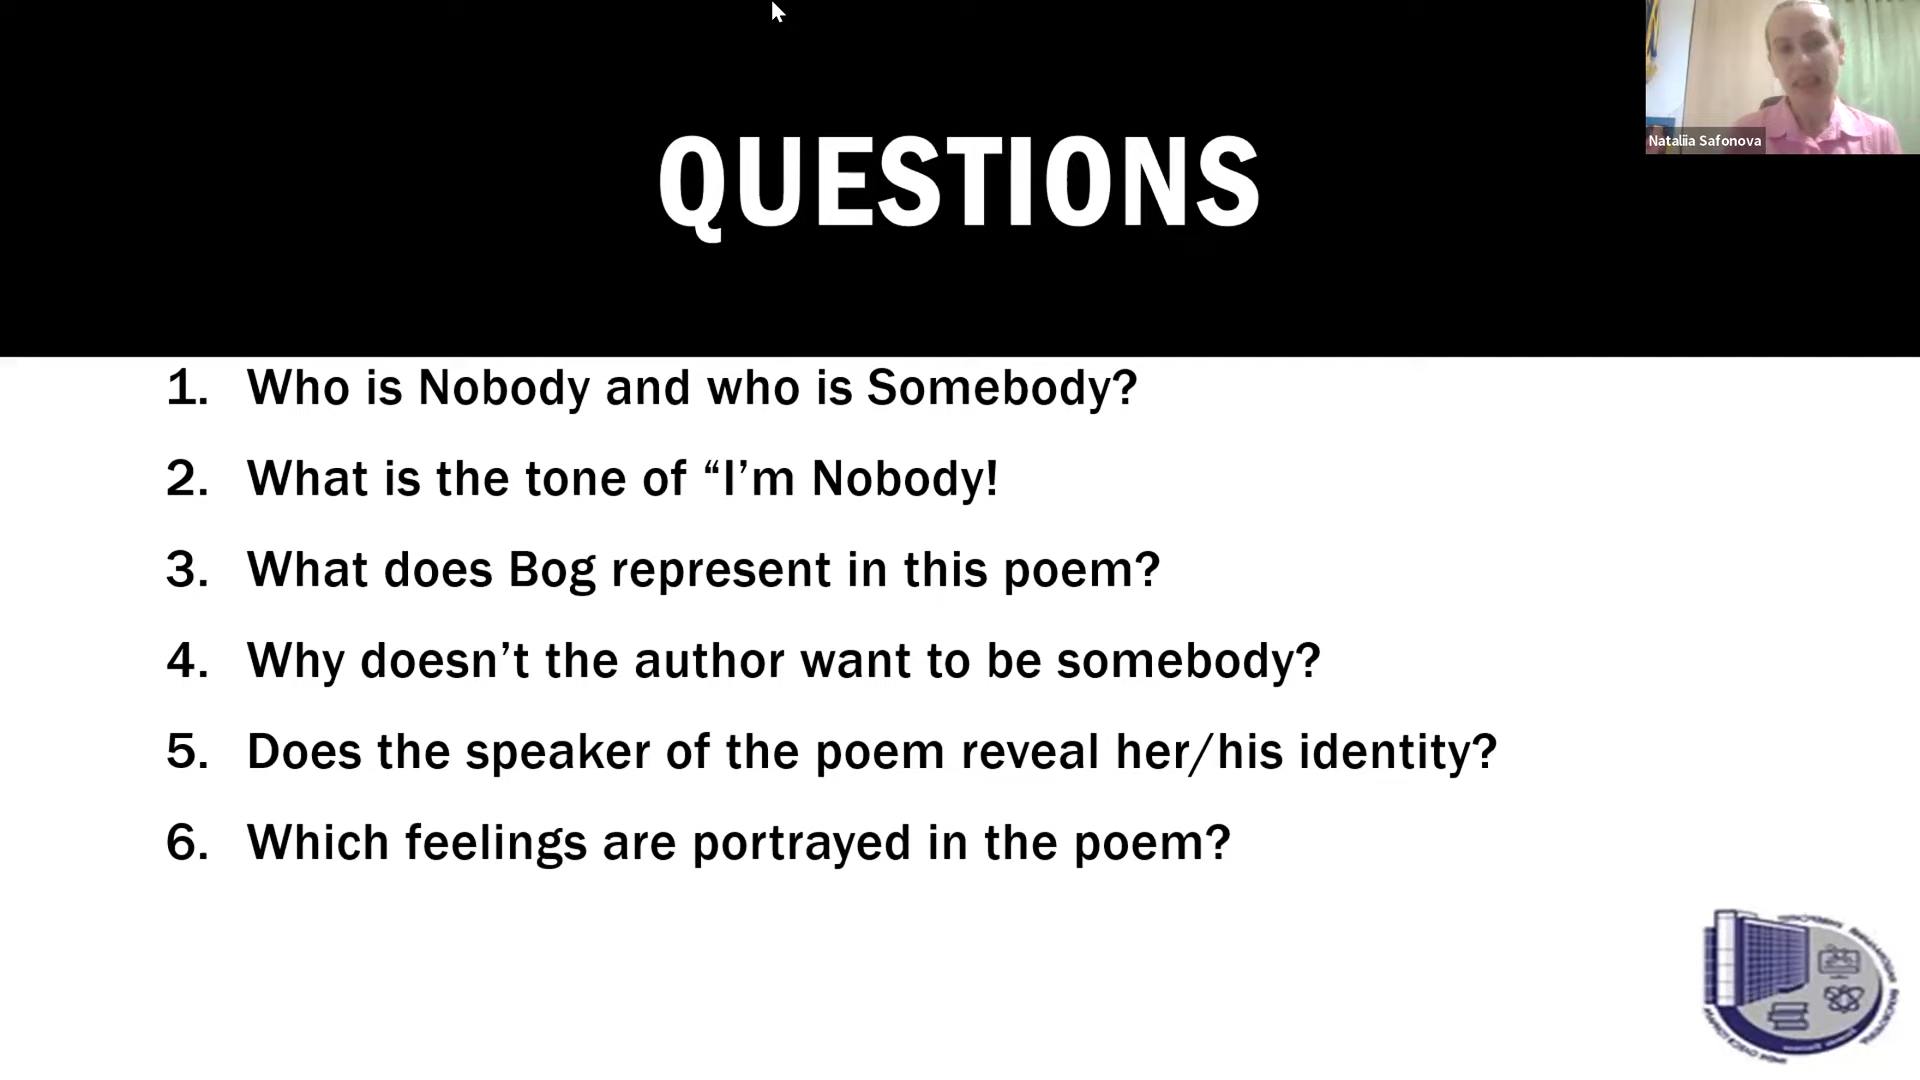 Nataliia Safonova
QUESTIONS
1. Who is Nobody and who is Somebody?
2. What is the tone of “I’m Nobody!
3. What does Bog represent in this poem?
4. Why doesn’t the author want to be somebody?
5. Does the speaker of the poem reveal her/his identity?
6. Which feelings are portrayed in the poem?